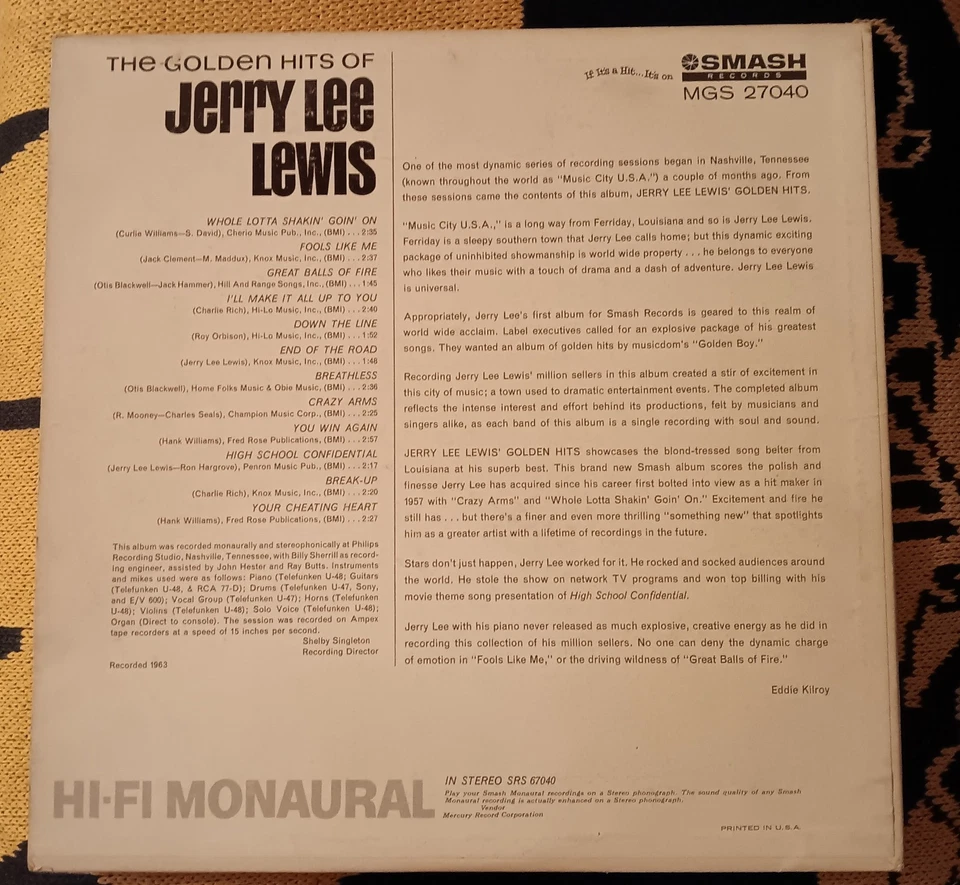 THE GOLDEN HITS OF
Jerry Lee
LEWIS
WHOLE LOTTA SHAKIN' GOIN' ON
(Curlie Williams—S. David), Cherio Music Pub., Inc., (BMI) . . . 2:35
FOOLS LIKE ME
(Jack Clement—M. Maddux), Knox Music, Inc., (BMI) . . . 2:37
GREAT BALLS OF FIRE
(Otis Blackwell—Jack Hammer), Hill And Range Songs, Inc., (BMI) . . . 1:45
I'LL MAKE IT ALL UP TO YOU
(Charlie Rich), Hi-Lo Music, Inc., (BMI) . . . 2:40
DOWN THE LINE
(Roy Orbison), Hi-Lo Music, Inc., (BMI) . . . 1:52
END OF THE ROAD
(Jerry Lee Lewis), Knox Music, Inc., (BMI) . . . 1:46
BREATHLESS
(Otis Blackwell), Home Folks Music & Obie Music, (BMI) . . . 2:36
CRAZY ARMS
(R. Mooney—Charles Seals), Champion Music Corp., (BMI) . . . 2:25
YOU WIN AGAIN
(Hank Williams), Fred Rose Publications, (BMI) . . . 2:57
HIGH SCHOOL CONFIDENTIAL
(Jerry Lee Lewis—Ron Hargrove), Penron Music Pub., (BMI) . . . 2:17
BREAK-UP
(Charlie Rich), Knox Music, Inc., (BMI) . . . 2:20
YOUR CHEATING HEART
(Hank Williams), Fred Rose Publications, (BMI) . . . 2:27
This album was recorded monaurally and stereophonically at Philips
Recording Studio, Nashville, Tennessee, with Billy Sherrill as record-
ing engineer, assisted by John Hester and Ray Butts. Instruments
and mikes used were as follows: Piano (Telefunken U-48; Guitars
(Telefunken U-48, & RCA 77-D); Drums (Telefunken U-47, Sony,
and E/V 600); Vocal Group (Telefunken U-47); Horns (Telefunken
U-48); Violins (Telefunken U-48); Solo Voice (Telefunken U-48);
Organ (Direct to console). The session was recorded on Ampex
tape recorders at a speed of 15 inches per second.
Shelby Singleton
Recording Director
Recorded 1963
If It's a Hit...It's on
SMASH
RECORDS
MGS 27040
One of the most dynamic series of recording sessions began in Nashville, Tennessee
(known throughout the world as "Music City U.S.A.") a couple of months ago. From
these sessions came the contents of this album, JERRY LEE LEWIS' GOLDEN HITS.
"Music City U.S.A.," is a long way from Ferriday, Louisiana and so is Jerry Lee Lewis.
Ferriday is a sleepy southern town that Jerry Lee calls home; but this dynamic exciting
package of uninhibited showmanship is world wide property . . . he belongs to everyone
who likes their music with a touch of drama and a dash of adventure. Jerry Lee Lewis
is universal.
Appropriately, Jerry Lee's first album for Smash Records is geared to this realm of
world wide acclaim. Label executives called for an explosive package of his greatest
songs. They wanted an album of golden hits by musicdom's "Golden Boy."
Recording Jerry Lee Lewis' million sellers in this album created a stir of excitement in
this city of music; a town used to dramatic entertainment events. The completed album
reflects the intense interest and effort behind its productions, felt by musicians and
singers alike, as each band of this album is a single recording with soul and sound.
JERRY LEE LEWIS' GOLDEN HITS showcases the blond-tressed song belter from
Louisiana at his superb best. This brand new Smash album scores the polish and
finesse Jerry Lee has acquired since his career first bolted into view as a hit maker in
1957 with "Crazy Arms" and "Whole Lotta Shakin' Goin' On." Excitement and fire he
still has . . . but there's a finer and even more thrilling "something new" that spotlights
him as a greater artist with a lifetime of recordings in the future.
Stars don't just happen, Jerry Lee worked for it. He rocked and socked audiences around
the world. He stole the show on network TV programs and won top billing with his
movie theme song presentation of High School Confidential.
Jerry Lee with his piano never released as much explosive, creative energy as he did in
recording this collection of his million sellers. No one can deny the dynamic charge
of emotion in "Fools Like Me," or the driving wildness of "Great Balls of Fire."
Eddie Kilroy
HI-FI MONAURAL
IN STEREO SRS 67040
Play your Smash Monaural recordings on a Stereo phonograph. The sound quality of any Smash
Monaural recording is actually enhanced on a Stereo phonograph.
Vendor
Mercury Record Corporation
PRINTED IN U.S.A.